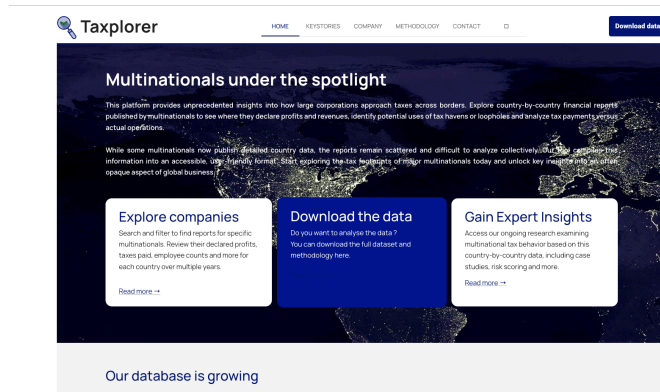 Taxplorer
HOME KEYSTORIES COMPANY METHODOLOGY CONTACT
Download data
Multinationals under the spotlight
This platform provides unprecedented insights into how large corporations approach taxes across borders. Explore country-by-country financial reports
published by multinationals to see where they declare profits and revenues, identify potential uses of tax havens or loopholes and analyze tax payments versus
actual operations.
While some multinationals now publish detailed country data, the reports remain scattered and difficult to analyze collectively. Our tool compiles this
information into an accessible, user-friendly format. Start exploring the tax footprints of major multinationals today and unlock key insights into an often
opaque aspect of global business.
Explore companies
Search and filter to find reports for specific
multinationals. Review their declared profits,
taxes paid, employee counts and more for
each country over multiple years.
Read more →
Download the data
Do you want to analyse the data ?
You can download the full dataset and
methodology here.
Gain Expert Insights
Access our ongoing research examining
multinational tax behavior based on this
country-by-country data, including case
studies, risk scoring and more.
Read more →
Our database is growing